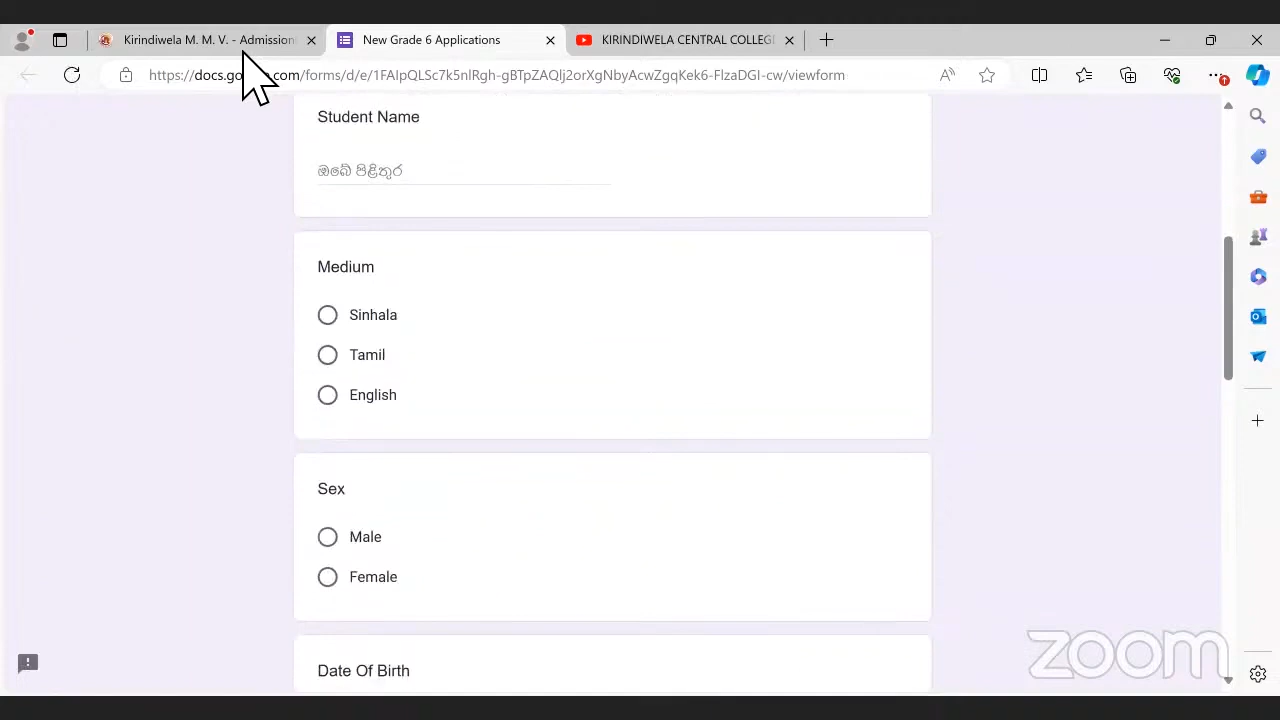 Kirindiwela M. M. V. - Admission
New Grade 6 Applications
KIRINDIWELA CENTRAL COLLEGE
https://docs.go
.com/forms/d/e/1FAIpQLSc7k5nlRgh-gBTpZAQlj2orXgNbyAcwZgqKek6-FlzaDGI-cw/viewform
Student Name
ඔබේ පිළිතුර
Medium
Sinhala
Tamil
English
Sex
Male
Female
Date Of Birth
zoom